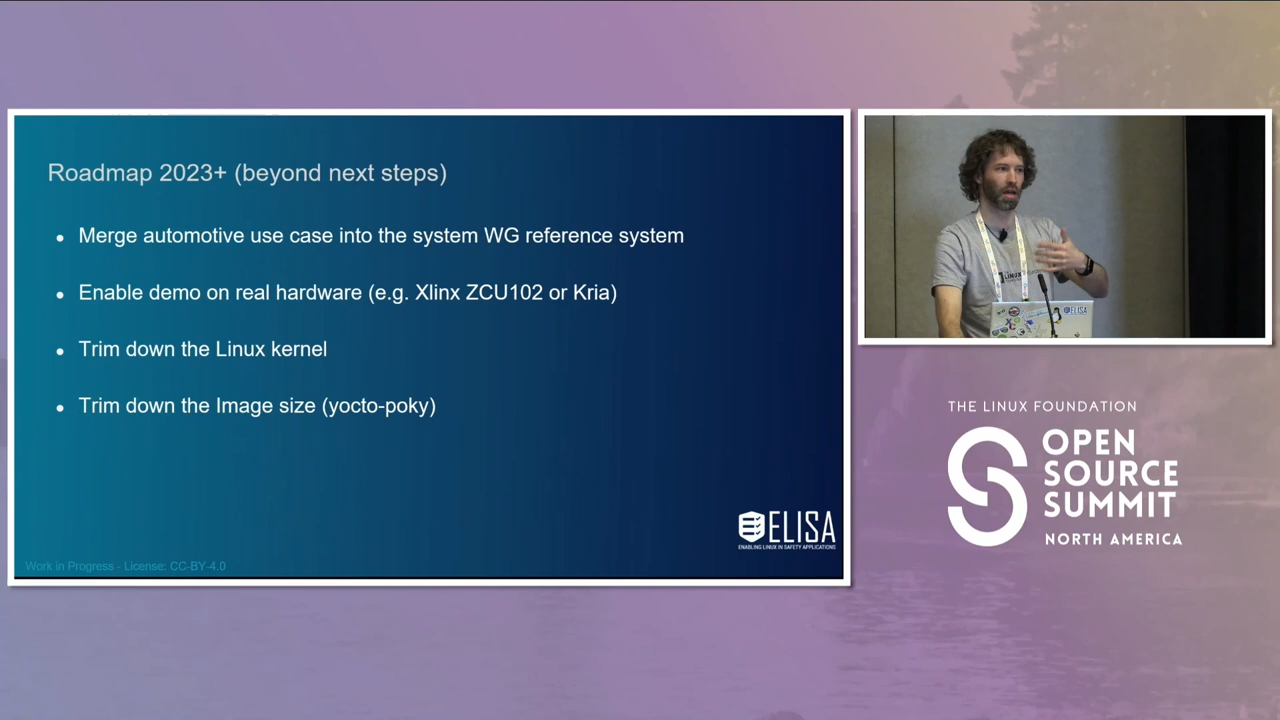 Roadmap 2023+ (beyond next steps)
• Merge automotive use case into the system WG reference system
• Enable demo on real hardware (e.g. Xlinx ZCU102 or Kria)
• Trim down the Linux kernel
• Trim down the Image size (yocto-poky)
ELISA
ENABLING LINUX IN SAFETY APPLICATIONS
Work in Progress - License: CC-BY-4.0
LINUX
ELISA
THE LINUX FOUNDATION
OPEN
SOURCE
SUMMIT
NORTH AMERICA